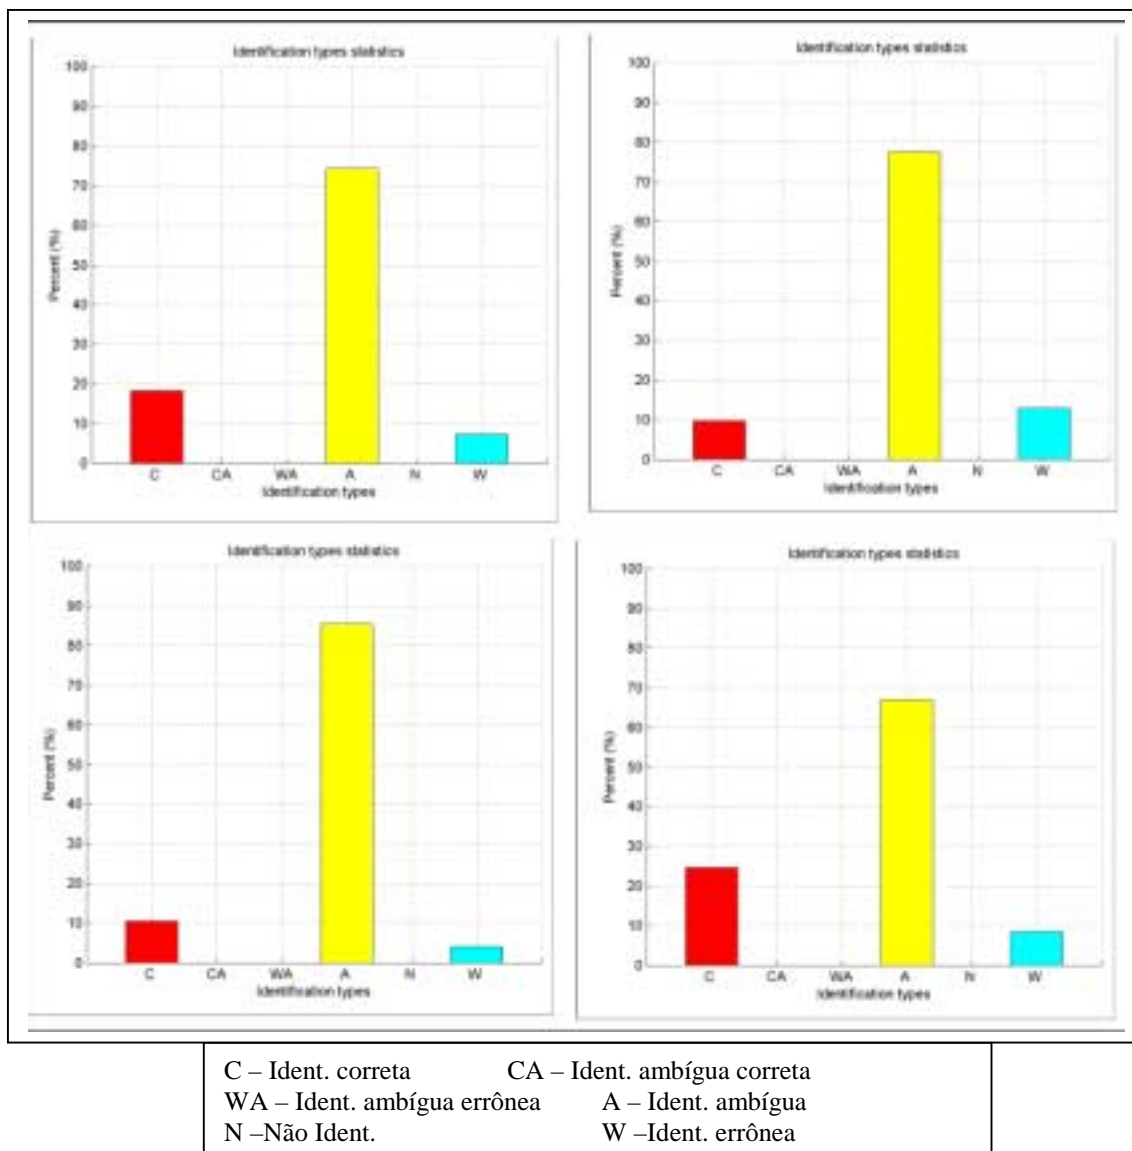 Identification types statistics
100
90
80
70
60
50
40
30
20
10
0
Percent (%)
C CA WA A N W
Identification types
Identification types statistics
100
90
80
70
60
50
40
30
20
10
0
Percent (%)
C CA WA A N W
Identification types
Identification types statistics
100
90
80
70
60
50
40
30
20
10
0
Percent (%)
C CA WA A N W
Identification types
Identification types statistics
100
90
80
70
60
50
40
30
20
10
0
Percent (%)
C CA WA A N W
Identification types
C – Ident. correta CA – Ident. ambígua correta
WA – Ident. ambígua errônea A – Ident. ambígua
N –Não Ident. W –Ident. errônea